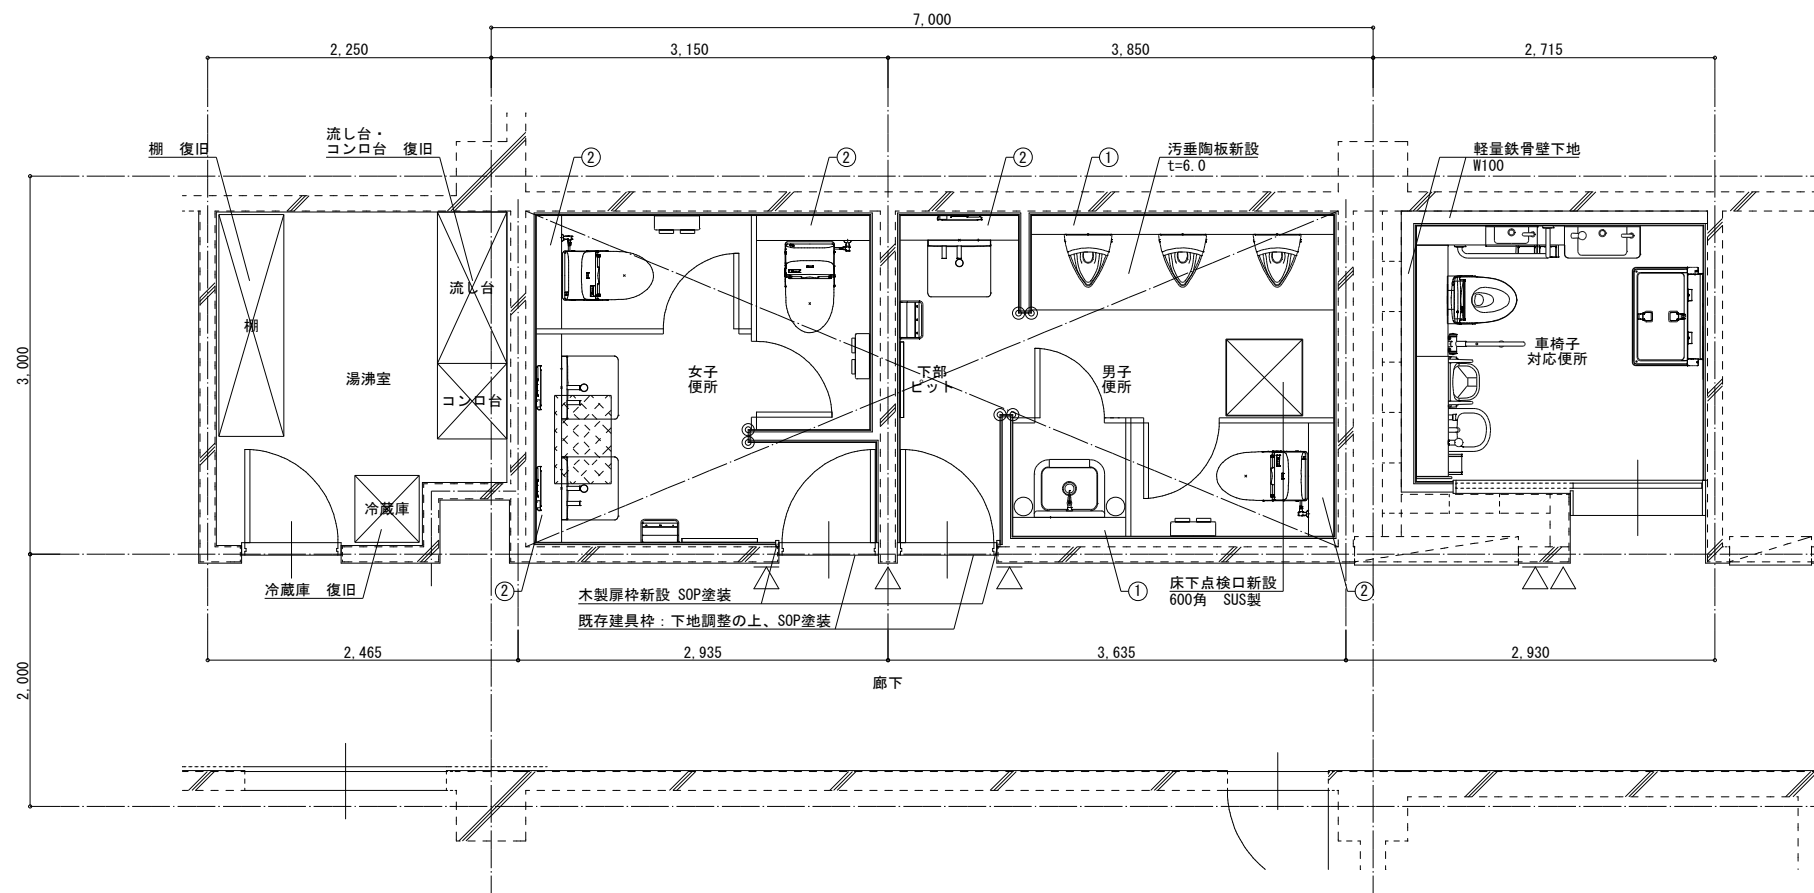 7,000
2,250
3,150
3,850
2,715
棚　復旧
流し台・
コンロ台　復旧
②
②
②
①
汚垂陶板新設
t=6.0
軽量鉄骨壁下地
W100
流し台
棚
湯沸室
コンロ台
女子
便所
下部
ピット
男子
便所
車椅子
対応便所
3,000
冷蔵庫
冷蔵庫　復旧
②
木製扉枠新設 SOP塗装
既存建具枠：下地調整の上、SOP塗装
①
床下点検口新設
600角　SUS製
②
2,465
2,935
3,635
2,930
2,000
廊下